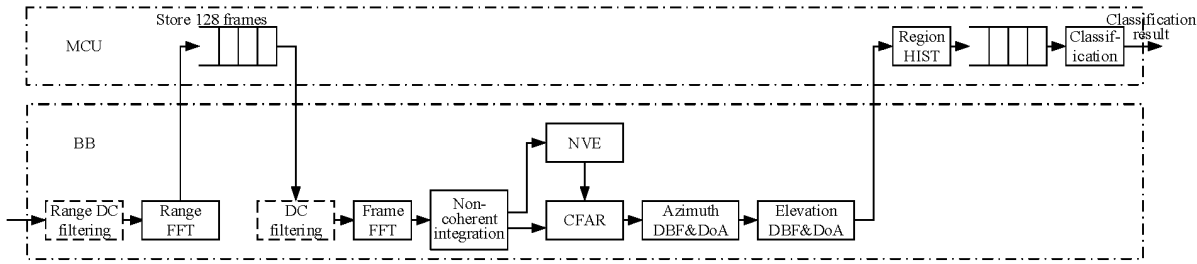 Store 128 frames
MCU
Region
HIST
Classif-
ication
Classification
result
BB
NVE
Range DC
filtering
Range
FFT
DC
filtering
Frame
FFT
Non-
coherent
integration
CFAR
Azimuth
DBF&DoA
Elevation
DBF&DoA